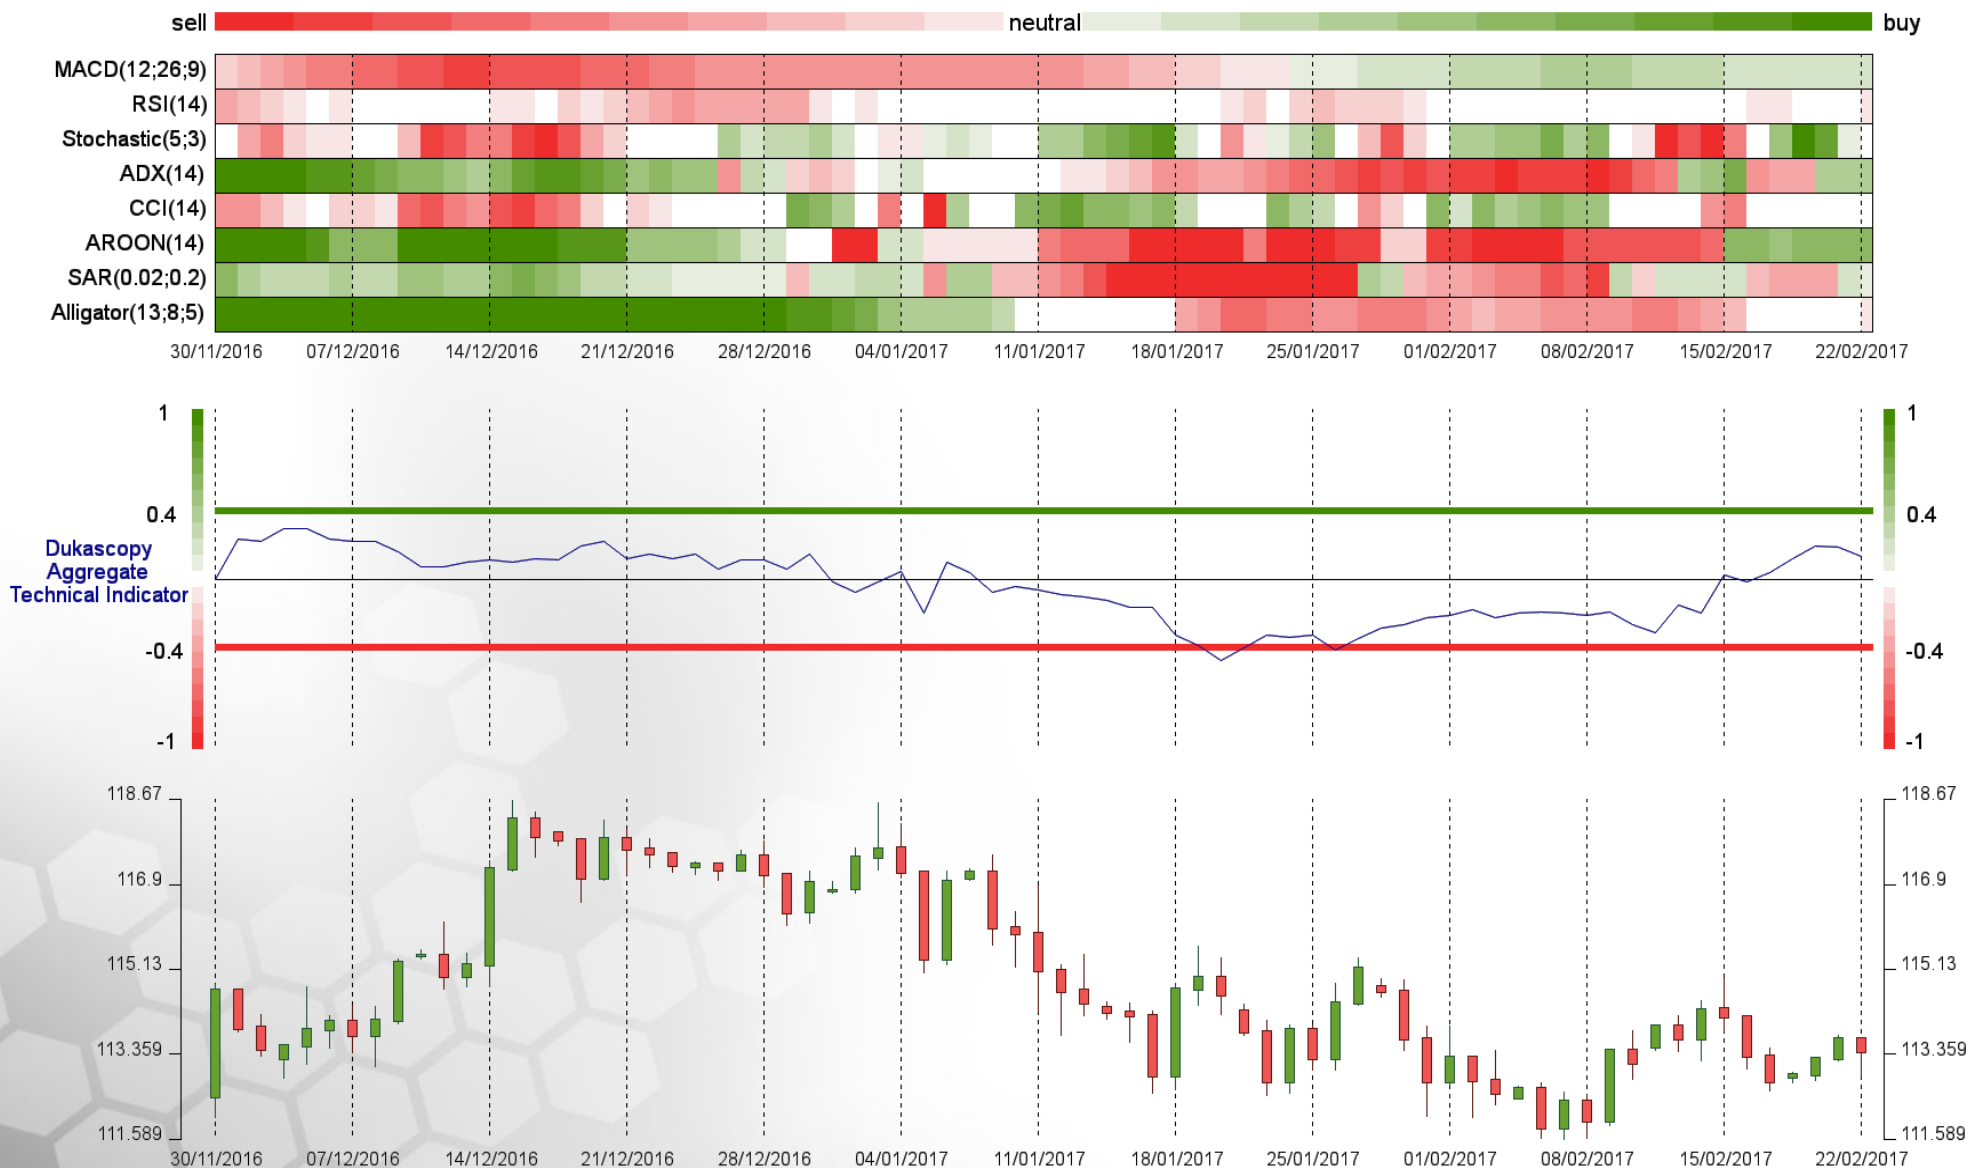 sell neutral buy
MACD(12;26;9)
RSI(14)
Stochastic(5;3)
ADX(14)
CCI(14)
AROON(14)
SAR(0.02;0.2)
Alligator(13;8;5)
30/11/2016 07/12/2016 14/12/2016 21/12/2016 28/12/2016 04/01/2017 11/01/2017 18/01/2017 25/01/2017 01/02/2017 08/02/2017 15/02/2017 22/02/2017
1 1
0.4 0.4
Dukascopy
Aggregate
Technical Indicator
-0.4 -0.4
-1 -1
118.67 118.67
116.9 116.9
115.13 115.13
113.359 113.359
111.589 111.589
30/11/2016 07/12/2016 14/12/2016 21/12/2016 28/12/2016 04/01/2017 11/01/2017 18/01/2017 25/01/2017 01/02/2017 08/02/2017 15/02/2017 22/02/2017